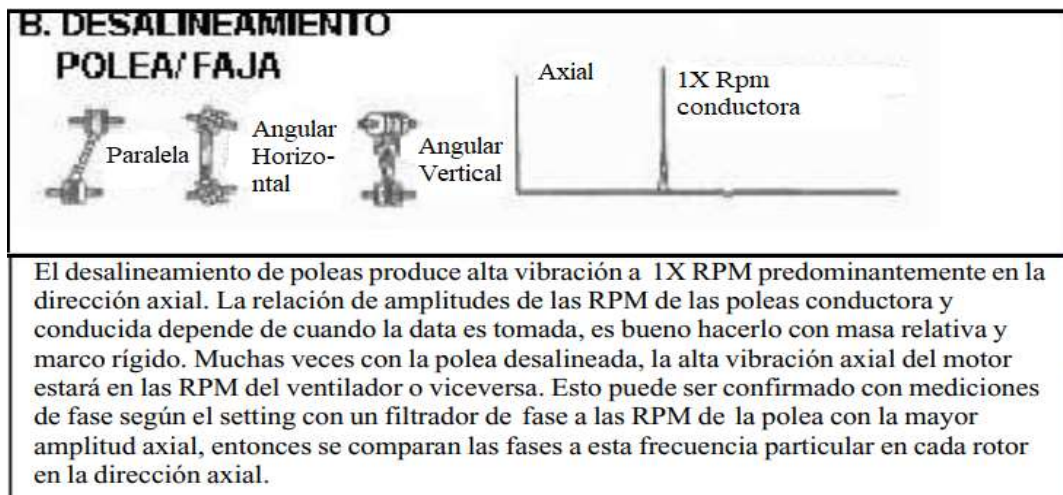 B. DESALINEAMIENTO
POLEA/ FAJA
Paralela
Angular
Horizo-
ntal
Angular
Vertical
Axial
1X Rpm
conductora
El desalineamiento de poleas produce alta vibración a 1X RPM predominantemente en la
dirección axial. La relación de amplitudes de las RPM de las poleas conductora y
conducida depende de cuando la data es tomada, es bueno hacerlo con masa relativa y
marco rígido. Muchas veces con la polea desalineada, la alta vibración axial del motor
estará en las RPM del ventilador o viceversa. Esto puede ser confirmado con mediciones
de fase según el setting con un filtrador de fase a las RPM de la polea con la mayor
amplitud axial, entonces se comparan las fases a esta frecuencia particular en cada rotor
en la dirección axial.